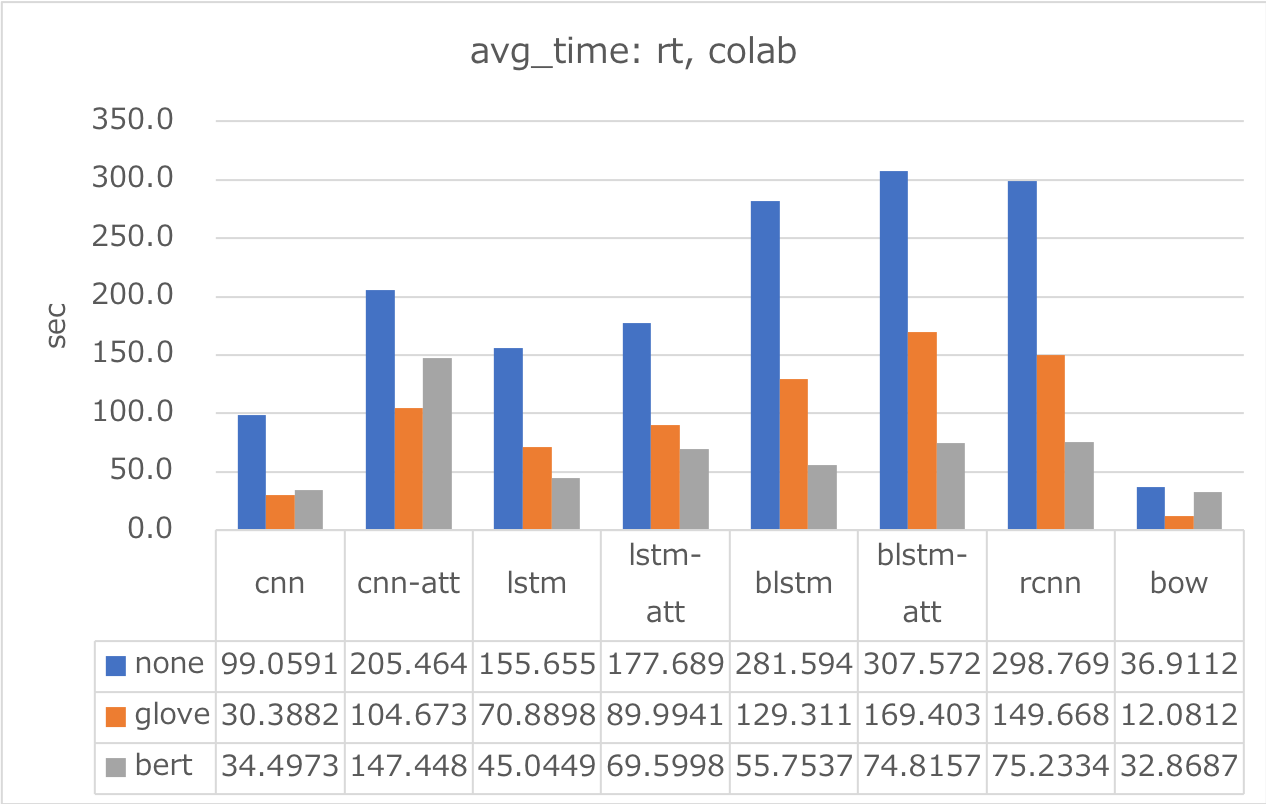 avg_time: rt, colab
350.0
300.0
250.0
200.0
150.0
100.0
50.0
0.0
sec
cnn cnn-att lstm lstm-att blstm blstm-att rcnn bow
none 99.0591 205.464 155.655 177.689 281.594 307.572 298.769 36.9112
glove 30.3882 104.673 70.8898 89.9941 129.311 169.403 149.668 12.0812
bert 34.4973 147.448 45.0449 69.5998 55.7537 74.8157 75.2334 32.8687